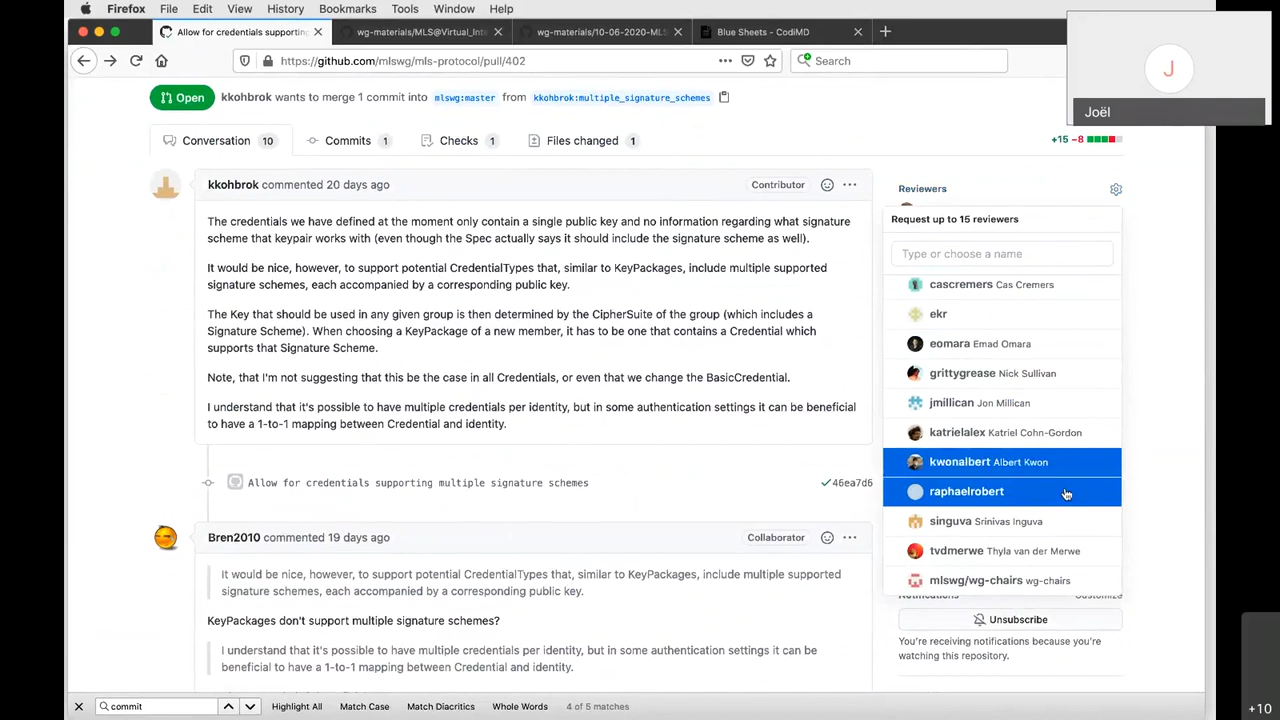 Firefox File Edit View History Bookmarks Tools Window Help
Allow for credentials supporting
wg-materials/MLS@Virtual_Inte
wg-materials/10-06-2020-MLS
Blue Sheets - CodiMD
https://github.com/mlswg/mls-protocol/pull/402
Search
J
Joël
Open
kkohbrok wants to merge 1 commit into mlswg:master from kkohbrok:multiple_signature_schemes
Conversation 10
Commits 1
Checks 1
Files changed 1
+15 −8
kkohbrok commented 20 days ago
Contributor
The credentials we have defined at the moment only contain a single public key and no information regarding what signature
scheme that keypair works with (even though the Spec actually says it should include the signature scheme as well).
It would be nice, however, to support potential CredentialTypes that, similar to KeyPackages, include multiple supported
signature schemes, each accompanied by a corresponding public key.
The Key that should be used in any given group is then determined by the CipherSuite of the group (which includes a
Signature Scheme). When choosing a KeyPackage of a new member, it has to be one that contains a Credential which
supports that Signature Scheme.
Note, that I'm not suggesting that this be the case in all Credentials, or even that we change the BasicCredential.
I understand that it's possible to have multiple credentials per identity, but in some authentication settings it can be beneficial
to have a 1-to-1 mapping between Credential and identity.
Allow for credentials supporting multiple signature schemes
46ea7d6
Bren2010 commented 19 days ago
Collaborator
It would be nice, however, to support potential CredentialTypes that, similar to KeyPackages, include multiple supported
signature schemes, each accompanied by a corresponding public key.
KeyPackages don't support multiple signature schemes?
I understand that it's possible to have multiple credentials per identity, but in some authentication settings it can be
beneficial to have a 1-to-1 mapping between Credential and identity.
Reviewers
Request up to 15 reviewers
Type or choose a name
cascremers Cas Cremers
ekr
eomara Emad Omara
grittygrease Nick Sullivan
jmillican Jon Millican
katrielalex Katriel Cohn-Gordon
kwonalbert Albert Kwon
raphaelrobert
singuva Srinivas Inguva
tvdmerwe Thyla van der Merwe
mlswg/wg-chairs wg-chairs
Notifications
Customize
Unsubscribe
You're receiving notifications because you're
watching this repository.
commit
Highlight All
Match Case
Match Diacritics
Whole Words
4 of 5 matches
+10